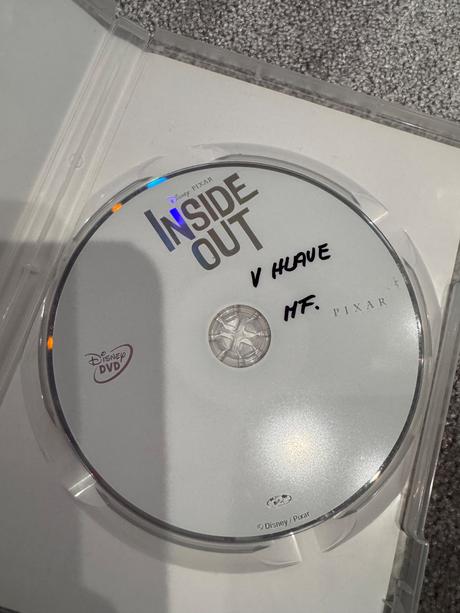 Disney PIXAR
INSIDE
OUT
V HLAVE
MF.
PIXAR
Disney
DVD
© Disney / Pixar